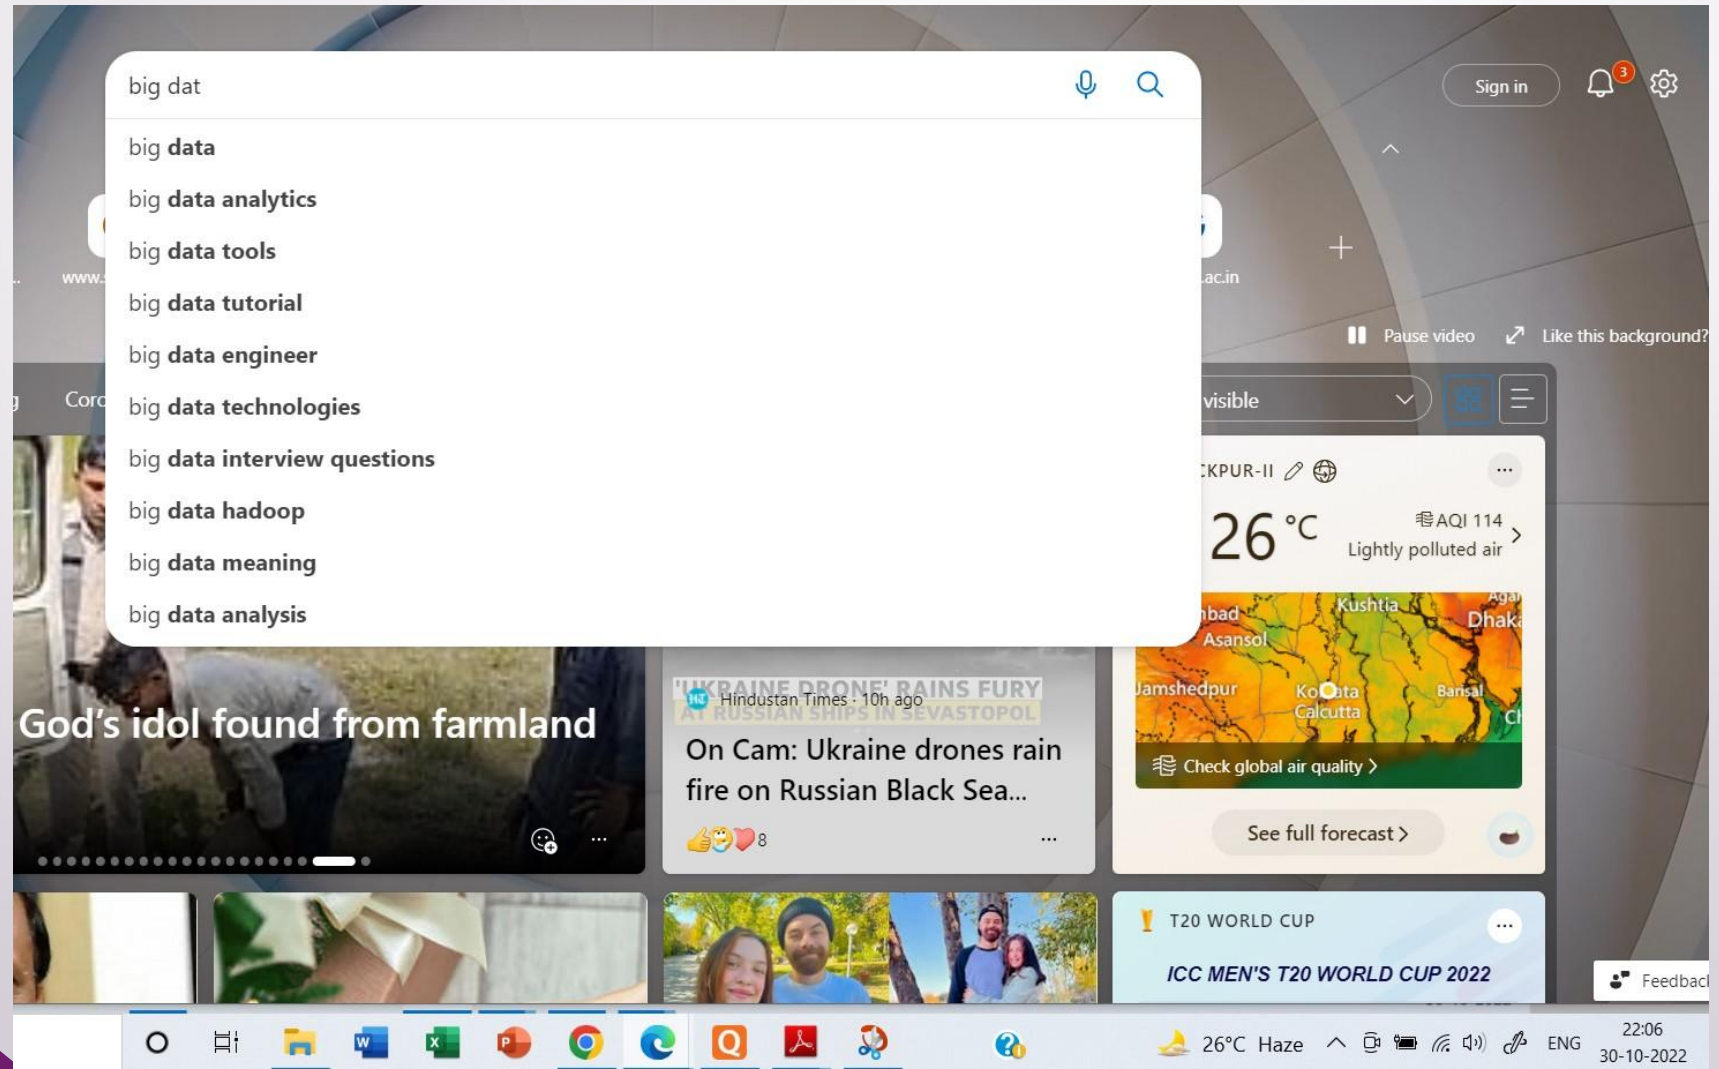 big dat
Sign in
3
big data
big data analytics
big data tools
big data tutorial
big data engineer
big data technologies
big data interview questions
big data hadoop
big data meaning
big data analysis
www.s
.ac.in
Pause video
Like this background?
Coro
visible
CKPUR-II
26 °C
AQI 114
Lightly polluted air
Kushtia
Dhaka
Asansol
Jamshedpur
Kolkata
Calcutta
Barisal
Check global air quality
See full forecast
God's idol found from farmland
'UKRAINE DRONE' RAINS FURY
AT RUSSIAN SHIPS IN SEVASTOPOL
HT Hindustan Times · 10h ago
On Cam: Ukraine drones rain
fire on Russian Black Sea...
8
T20 WORLD CUP
ICC MEN'S T20 WORLD CUP 2022
Feedback
26°C Haze
ENG
22:06
30-10-2022